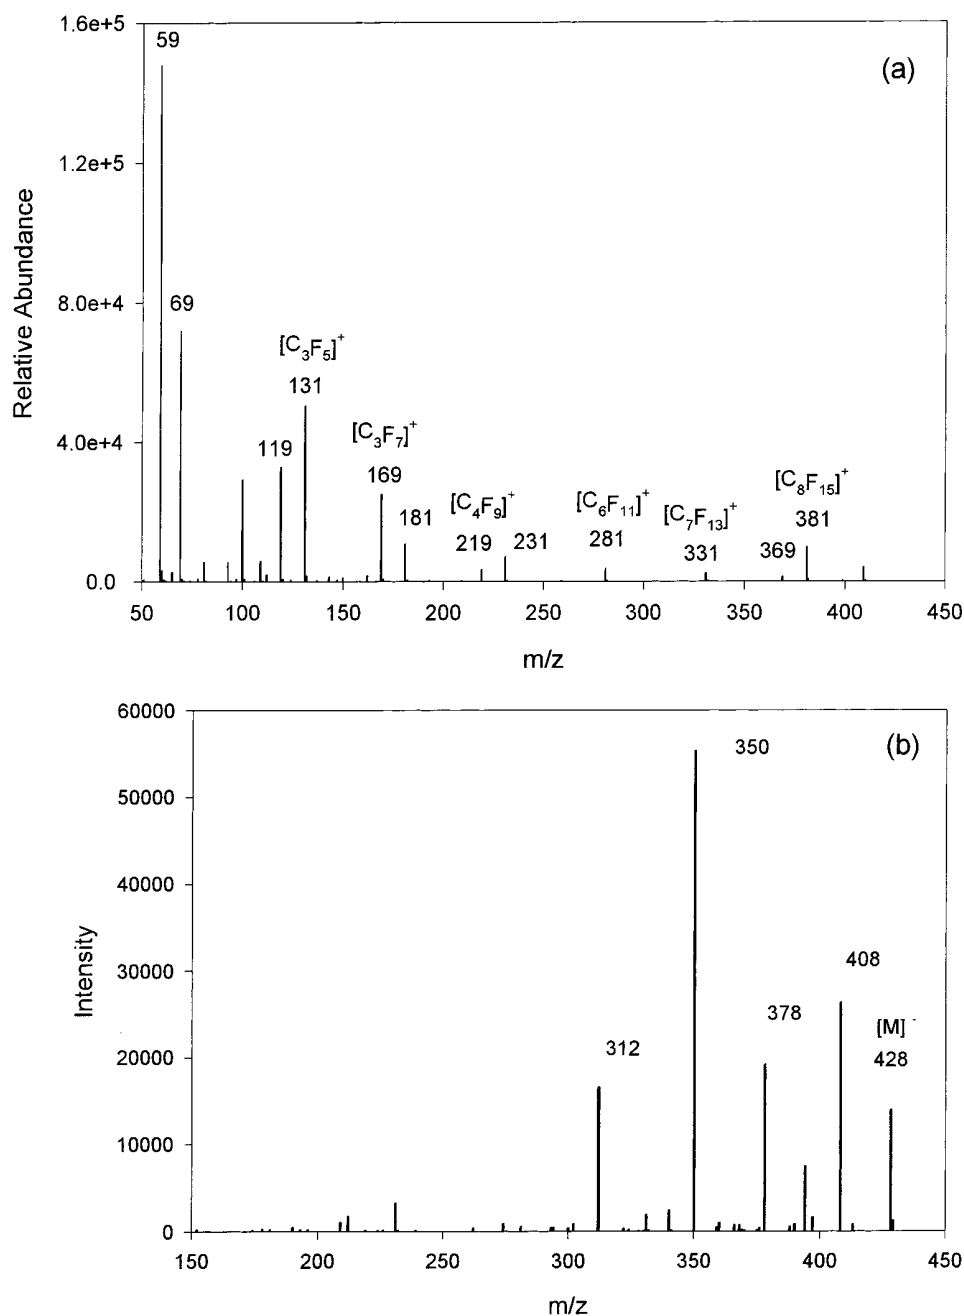 1.6e+5
59
(a)
1.2e+5
Relative Abundance
69
8.0e+4
[C3F5]+
131
[C3F7]+
4.0e+4
119
169
[C8F15]+
181
[C4F9]+
[C6F11]+
[C7F13]+
381
219
231
281
331
369
0.0
50 100 150 200 250 300 350 400 450
m/z
60000
350
(b)
50000
40000
Intensity
408
30000
[M]-
378
428
312
20000
10000
0
150 200 250 300 350 400 450
m/z